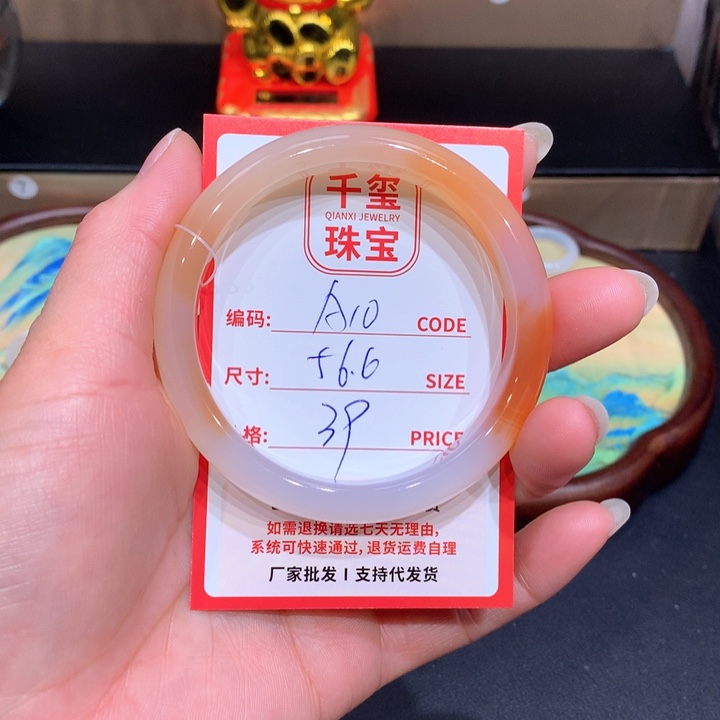 千玺
QIANXI JEWELRY
珠宝
编码: A10 CODE
尺寸: 56.6 SIZE
格: 39 PRICE
如需退换请选七天无理由,
系统可快速通过,退货运费自理
厂家批发 I 支持代发货